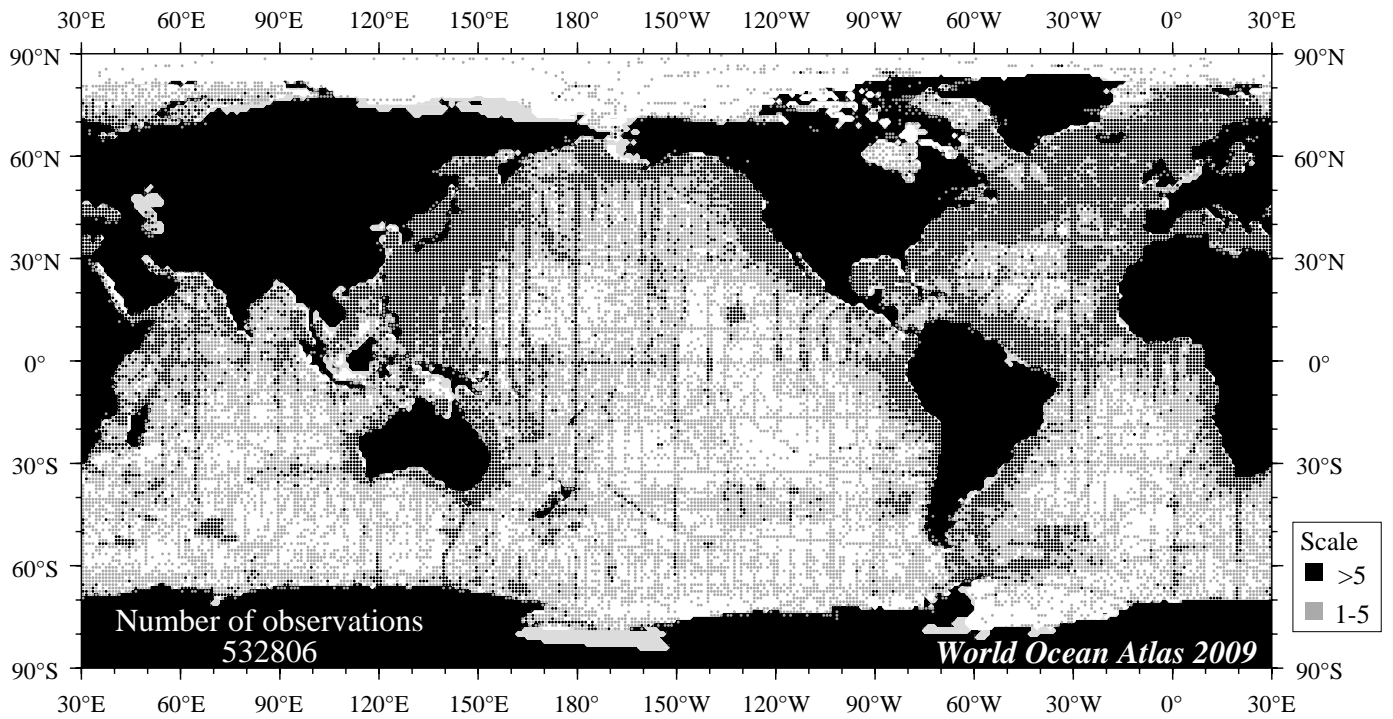 30°E 60°E 90°E 120°E 150°E 180° 150°W 120°W 90°W 60°W 30°W 0° 30°E
90°N 90°N
60°N 60°N
30°N 30°N
0° 0°
30°S 30°S
Scale
60°S 60°S
>5
1-5
Number of observations
532806
World Ocean Atlas 2009
90°S 90°S
30°E 60°E 90°E 120°E 150°E 180° 150°W 120°W 90°W 60°W 30°W 0° 30°E